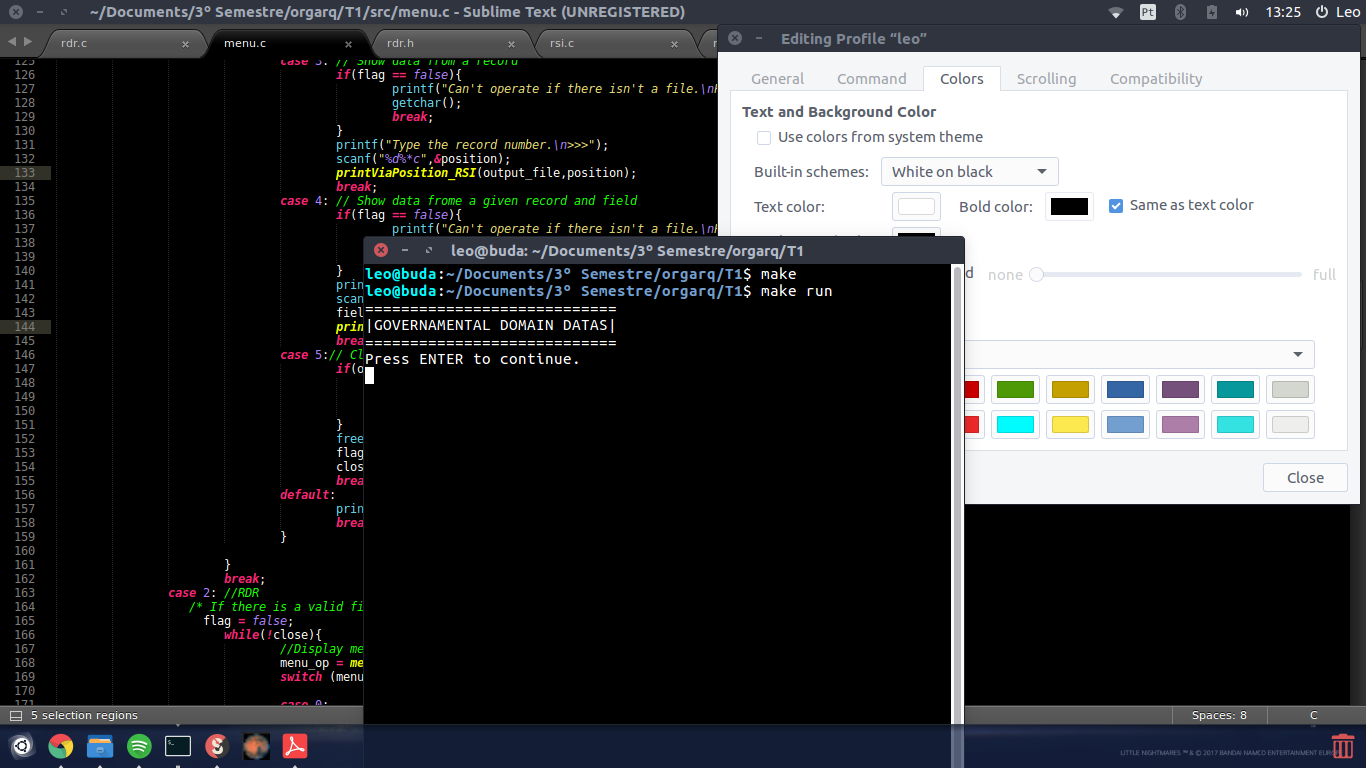 ~/Documents/3º Semestre/orgarq/T1/src/menu.c - Sublime Text (UNREGISTERED)
Pt
13:25
Leo
rdr.c
menu.c
rdr.h
rsi.c
125 case 3: // Show data from a record
126 if(flag == false){
127 printf("Can't operate if there isn't a file.\n
128 getchar();
129 break;
130 }
131 printf("Type the record number.\n>>>");
132 scanf("%d%*c",&position);
133 printViaPosition_RSI(output_file,position);
134 break;
135 case 4: // Show data frome a given record and field
136 if(flag == false){
137 printf("Can't operate if there isn't a file.\n
138
139
140 }
141 prin
142 scan
143 fiel
144 prin
145 brea
146 case 5:// Cl
147 if(o
148
149
150
151 }
152 free
153 flag
154 clos
155 brea
156 default:
157 prin
158 brea
159 }
160
161 }
162 break;
163 case 2: //RDR
164 /* If there is a valid fi
165 flag = false;
166 while(!close){
167 //Display me
168 menu_op = me
169 switch (menu
170
171 case 0:
5 selection regions
Spaces: 8
C
Editing Profile “leo”
General
Command
Colors
Scrolling
Compatibility
Text and Background Color
Use colors from system theme
Built-in schemes:
White on black
Text color:
Bold color:
Same as text color
d
none
full
Close
leo@buda: ~/Documents/3º Semestre/orgarq/T1
leo@buda:~/Documents/3º Semestre/orgarq/T1$ make
leo@buda:~/Documents/3º Semestre/orgarq/T1$ make run
============================
|GOVERNAMENTAL DOMAIN DATAS|
============================
Press ENTER to continue.
LITTLE NIGHTMARES ™ & © 2017 BANDAI NAMCO ENTERTAINMENT EUROP